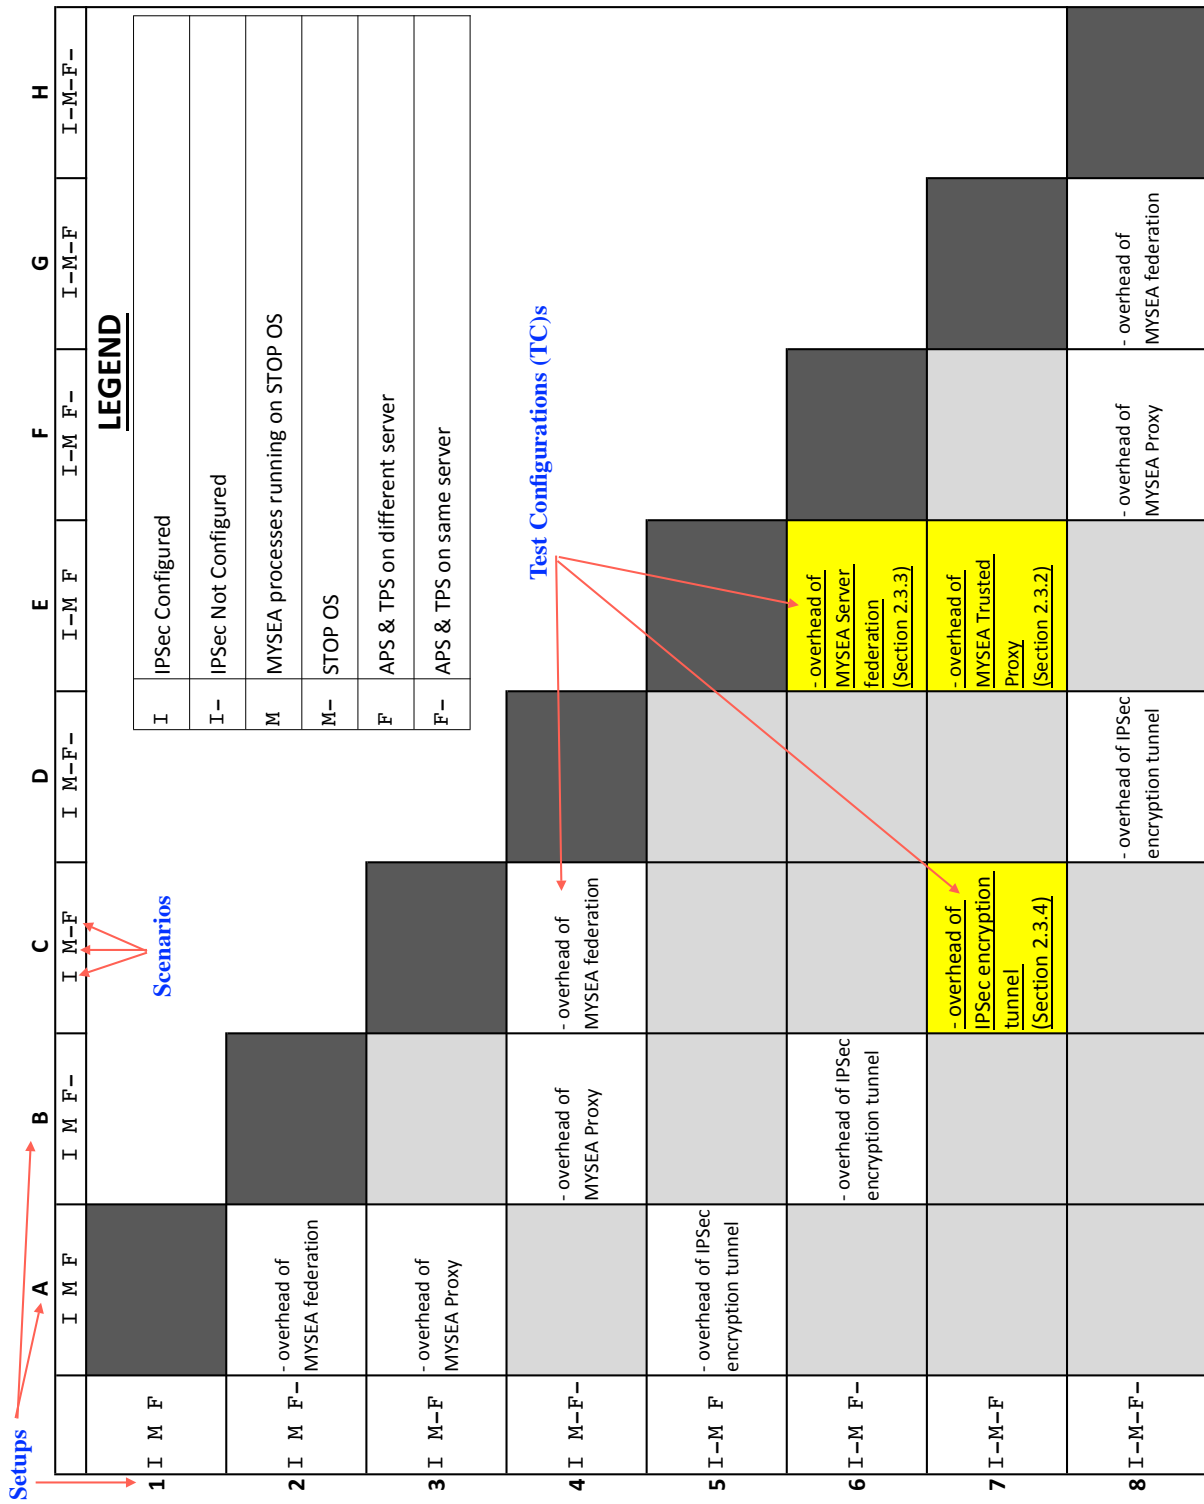 Setups
A
B
C
D
E
F
G
H
I M F
I M F-
I M-F
I M-F-
I-M F
I-M F-
I-M-F
I-M-F-
Scenarios
LEGEND
I IPSec Configured
I- IPSec Not Configured
M MYSEA processes running on STOP OS
M- STOP OS
F APS & TPS on different server
F- APS & TPS on same server
Test Configurations (TC)s
1 I M F
2 I M F-
- overhead of
MYSEA federation
3 I M-F
- overhead of
MYSEA Proxy
4 I M-F-
- overhead of
MYSEA Proxy
- overhead of
MYSEA federation
5 I-M F
- overhead of IPSec
encryption tunnel
6 I-M F-
- overhead of IPSec
encryption tunnel
- overhead of
MYSEA Server
federation
(Section 2.3.3)
7 I-M-F
- overhead of
IPSec encryption
tunnel
(Section 2.3.4)
- overhead of
MYSEA Trusted
Proxy
(Section 2.3.2)
8 I-M-F-
- overhead of IPSec
encryption tunnel
- overhead of
MYSEA Proxy
- overhead of
MYSEA federation